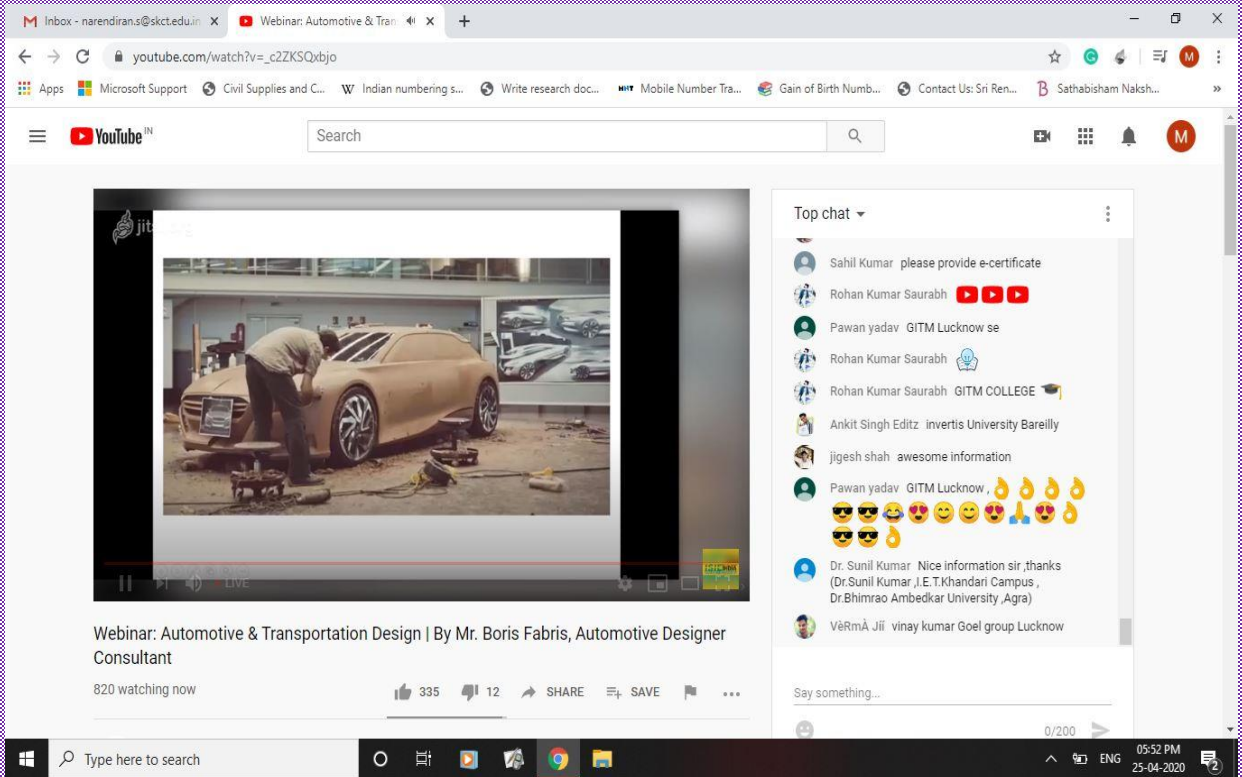 Inbox - narendiran.s@skct.edu.in
Webinar: Automotive & Tran
youtube.com/watch?v=_c2ZKSQxbjo
Apps Microsoft Support Civil Supplies and C... Indian numbering s... Write research doc... Mobile Number Tra... Gain of Birth Numb... Contact Us: Sri Ren... Sathabisham Naksh... »
YouTube IN
Search
M
Top chat
Sahil Kumar please provide e-certificate
Rohan Kumar Saurabh
Pawan yadav GITM Lucknow se
Rohan Kumar Saurabh
Rohan Kumar Saurabh GITM COLLEGE 🎓
Ankit Singh Editz invertis University Bareilly
jigesh shah awesome information
Pawan yadav GITM Lucknow , 👌👌👌👌
😎😎😂😍😊😊😍🙏😍👌
😎😎👌
Dr. Sunil Kumar Nice information sir ,thanks
(Dr.Sunil Kumar ,I.E.T.Khandari Campus ,
Dr.Bhimrao Ambedkar University ,Agra)
VèRmÀ Jíí vinay kumar Goel group Lucknow
Say something...
0/200
LIVE
Webinar: Automotive & Transportation Design | By Mr. Boris Fabris, Automotive Designer
Consultant
820 watching now
335 12 SHARE SAVE
Type here to search
ENG
05:52 PM
25-04-2020
2